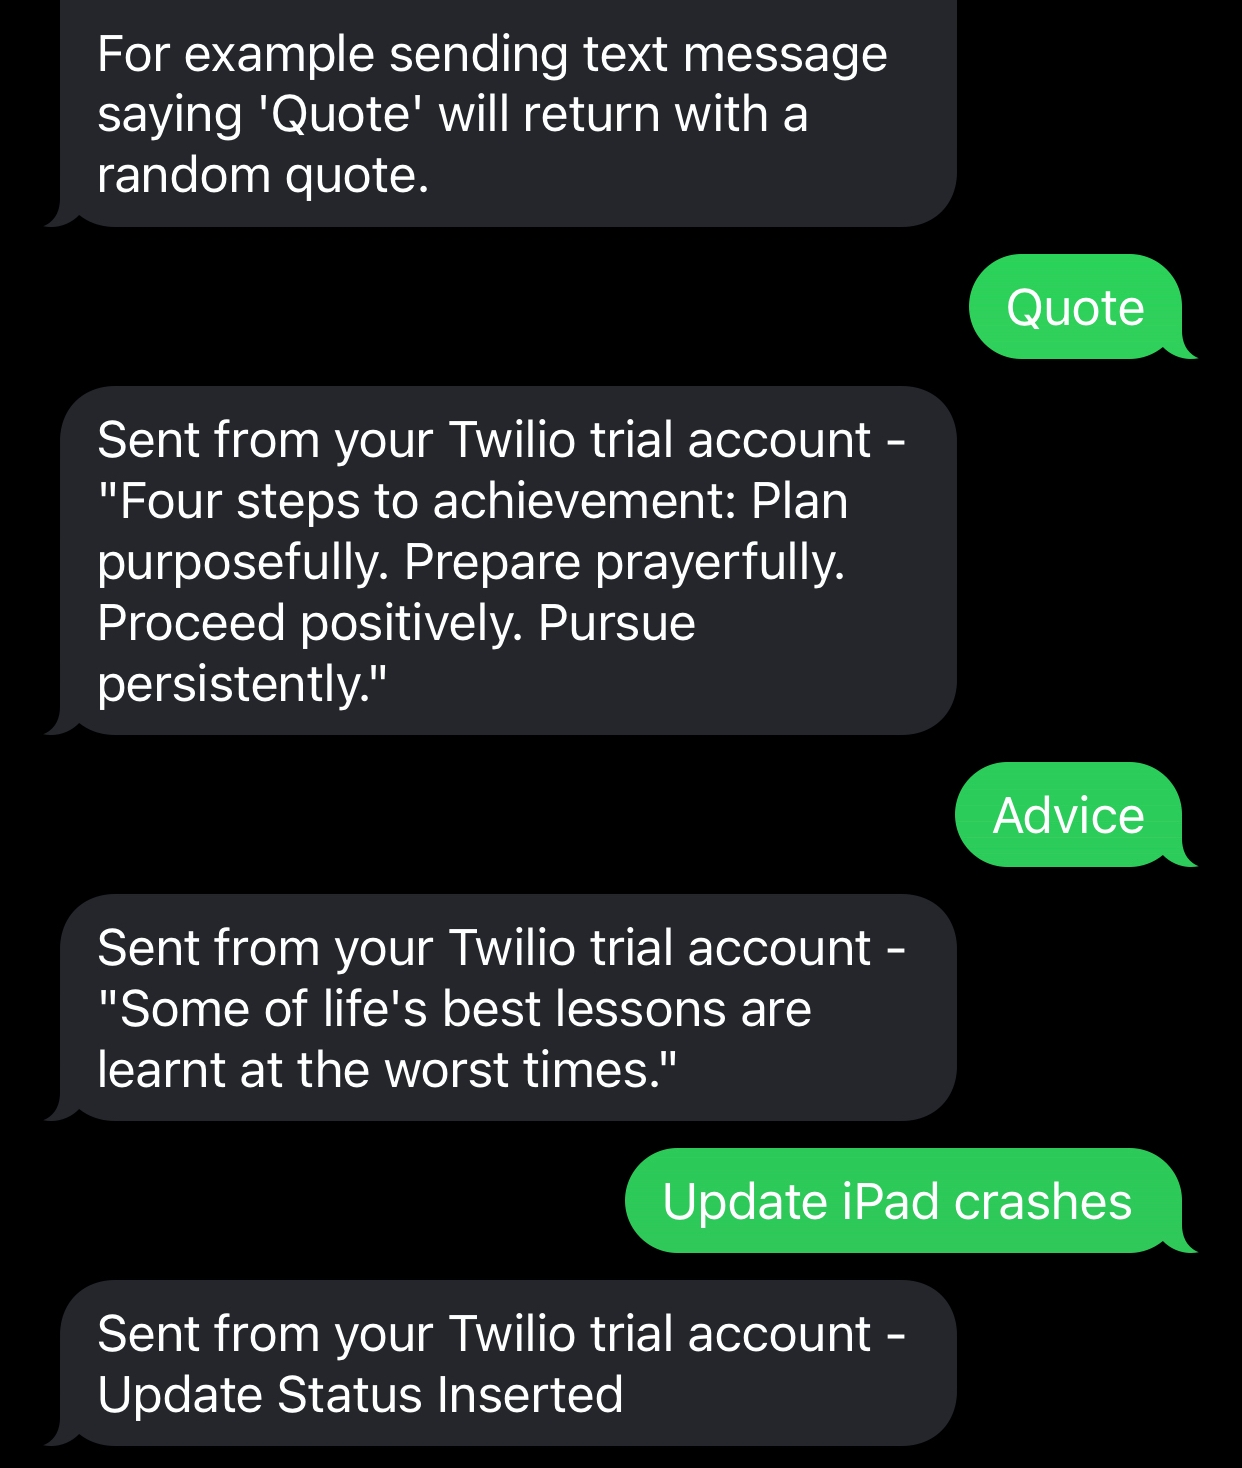 For example sending text message
saying 'Quote' will return with a
random quote.
Quote
Sent from your Twilio trial account -
"Four steps to achievement: Plan
purposefully. Prepare prayerfully.
Proceed positively. Pursue
persistently."
Advice
Sent from your Twilio trial account -
"Some of life's best lessons are
learnt at the worst times."
Update iPad crashes
Sent from your Twilio trial account -
Update Status Inserted